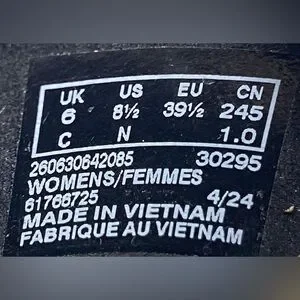 UK US EU CN
6 8½ 39½ 245
C N 1.0
260630642085 30295
WOMENS/FEMMES
61766725 4/24
MADE IN VIETNAM
FABRIQUE AU VIETNAM